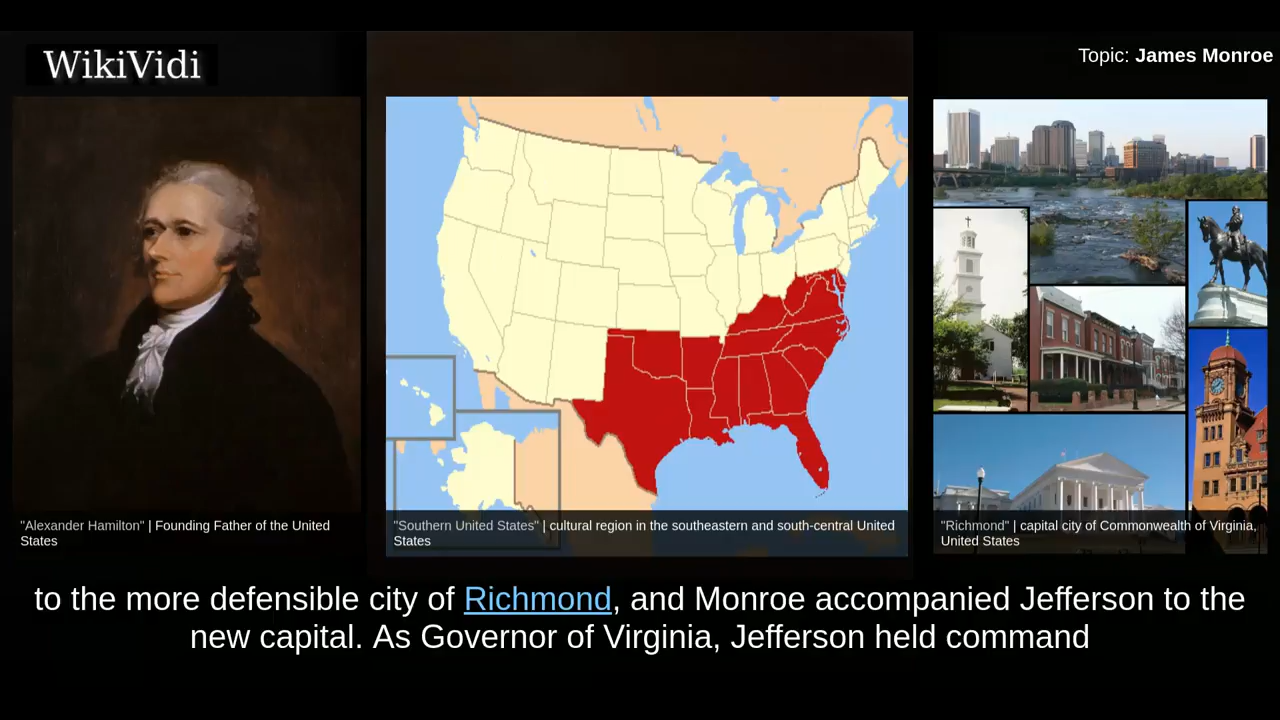 WikiVidi
Topic: James Monroe
"Alexander Hamilton" | Founding Father of the United
States
"Southern United States" | cultural region in the southeastern and south-central United
States
"Richmond" | capital city of Commonwealth of Virginia,
United States
to the more defensible city of Richmond, and Monroe accompanied Jefferson to the
new capital. As Governor of Virginia, Jefferson held command